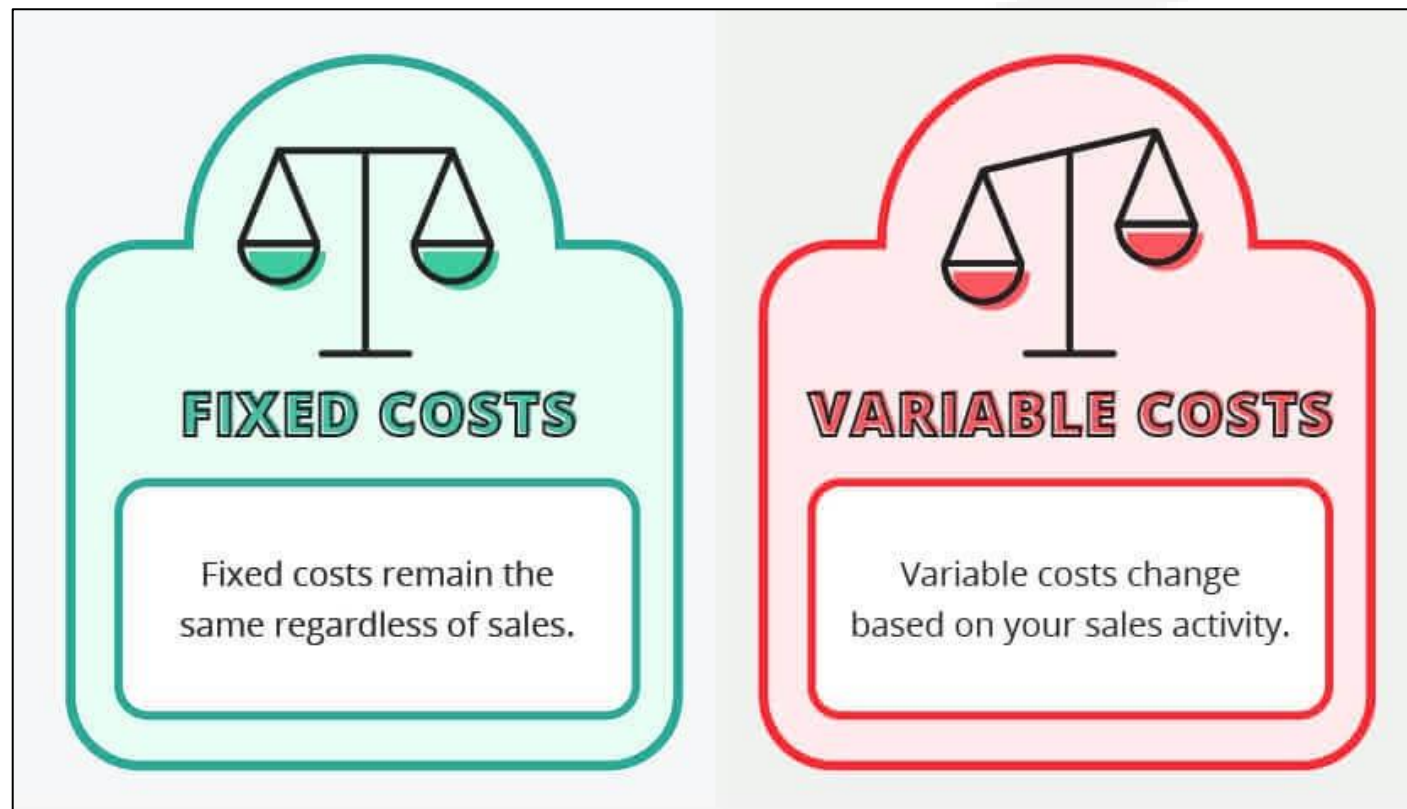 FIXED COSTS
Fixed costs remain the
same regardless of sales.
VARIABLE COSTS
Variable costs change
based on your sales activity.